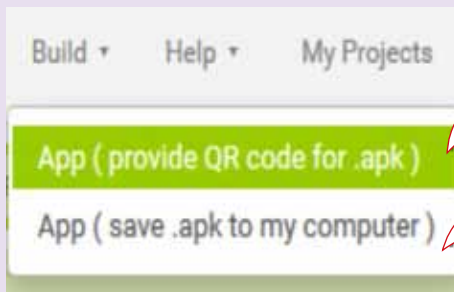 Build ▾ Help ▾ My Projects
App ( provide QR code for .apk )
App ( save .apk to my computer )